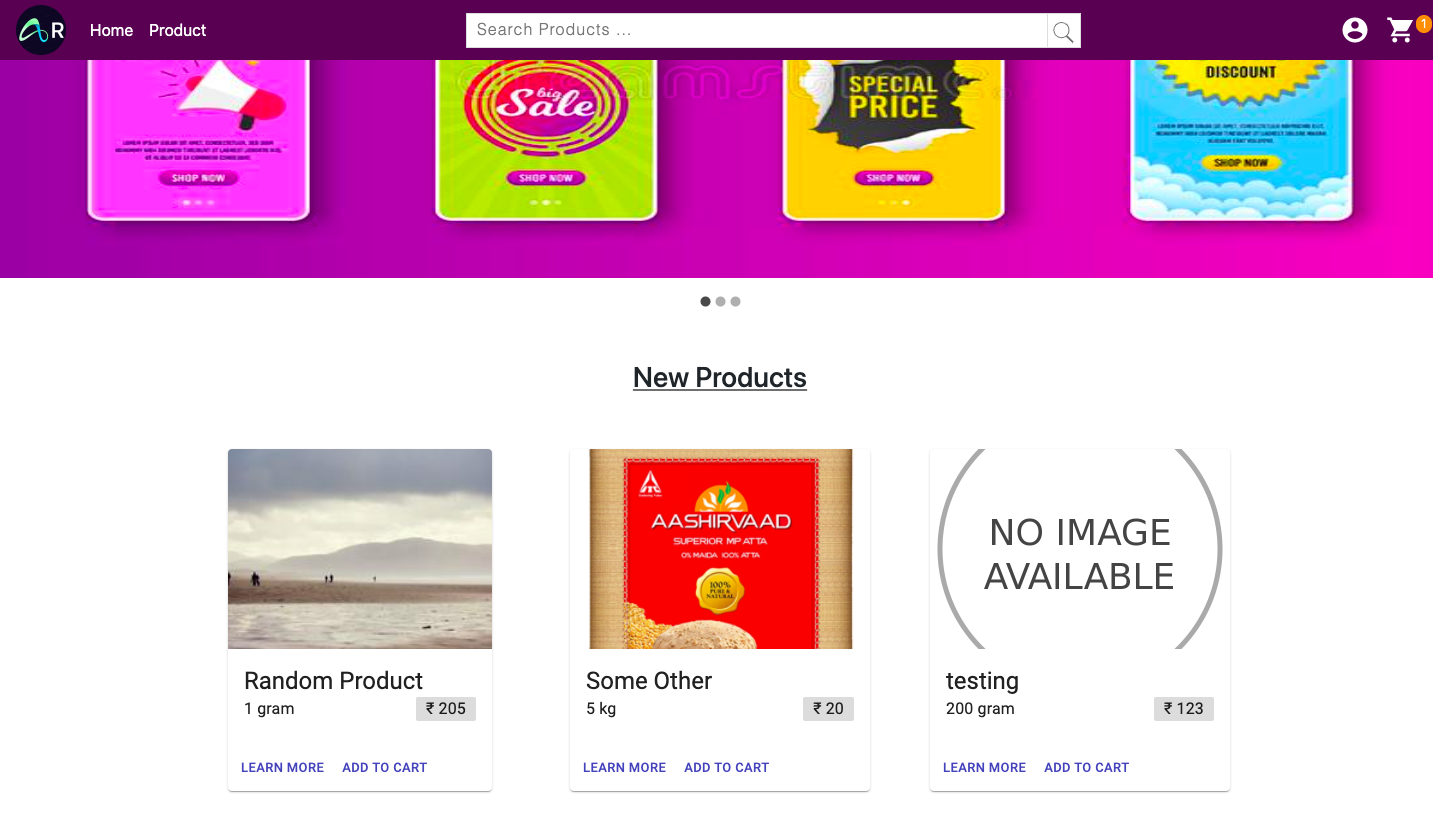 R
Home
Product
Search Products ...
1
SHOP NOW
big
Sale
SHOP NOW
SPECIAL
PRICE
SHOP NOW
DISCOUNT
SHOP NOW
New Products
AASHIRVAAD
SUPERIOR MP ATTA
0% MAIDA 100% ATTA
100%
PURE &
NATURAL
NO IMAGE
AVAILABLE
Random Product
1 gram
₹ 205
LEARN MORE ADD TO CART
Some Other
5 kg
₹ 20
LEARN MORE ADD TO CART
testing
200 gram
₹ 123
LEARN MORE ADD TO CART